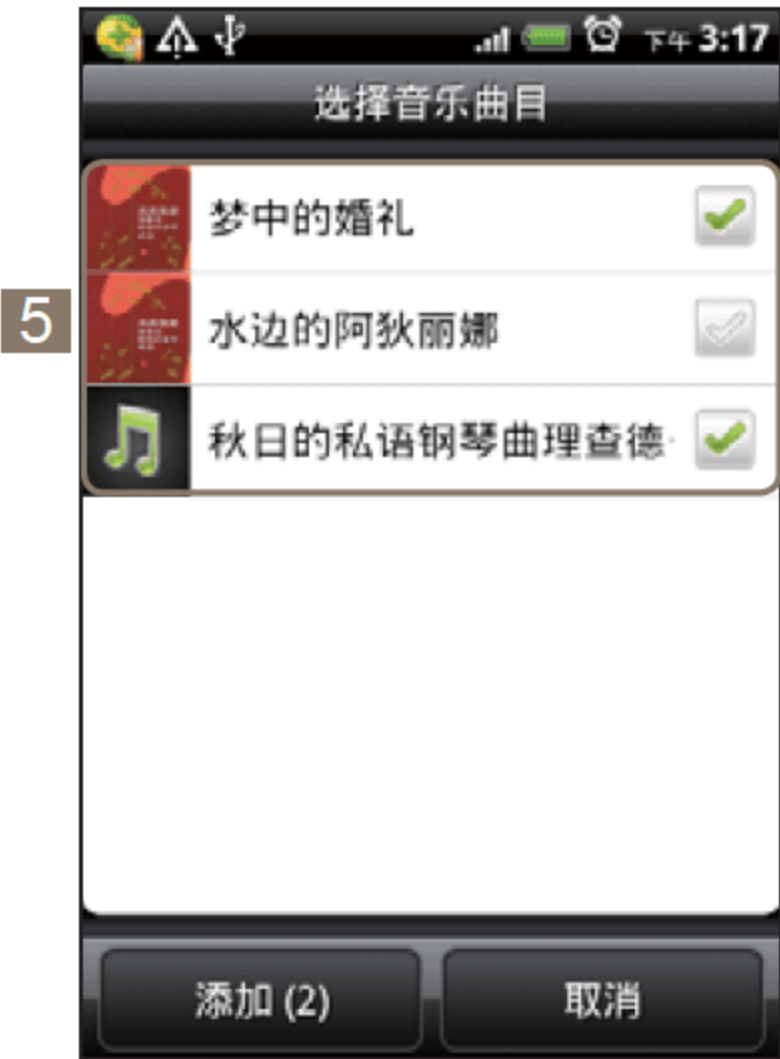 下午 3:17
选择音乐曲目
梦中的婚礼
5
水边的阿狄丽娜
秋日的私语钢琴曲理查德
添加 (2)
取消